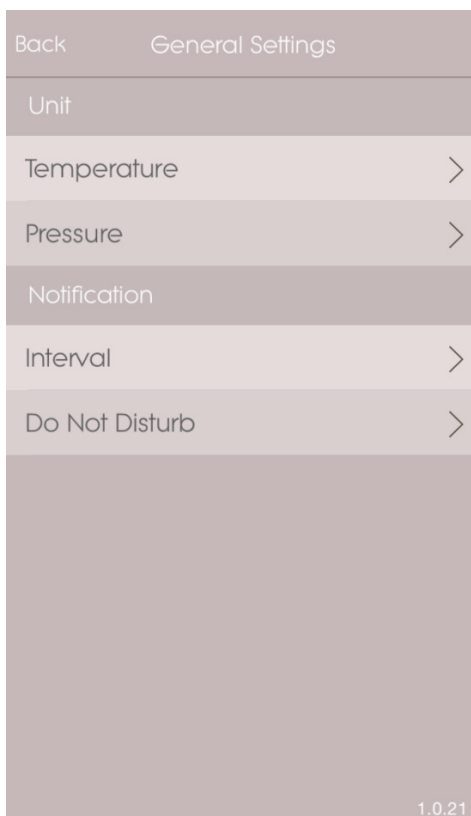 Back General Settings
Unit
Temperature
Pressure
Notification
Interval
Do Not Disturb
1.0.21